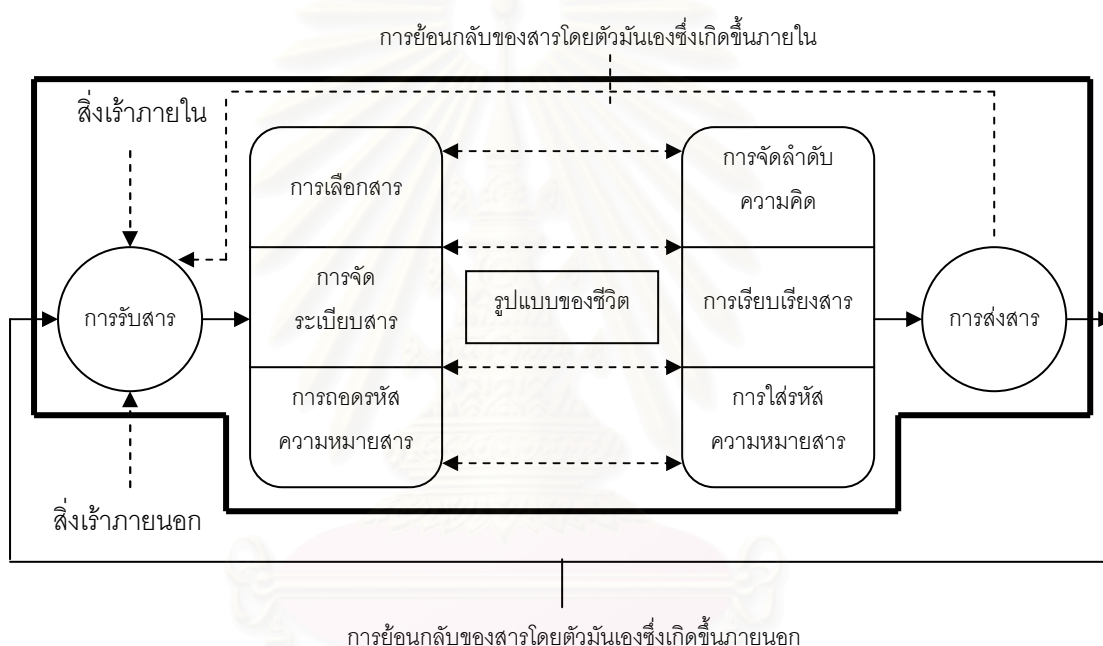 การย้อนกลับของสารโดยตัวมันเองซึ่งเกิดขึ้นภายใน
สิ่งเร้าภายใน
การรับสาร
สิ่งเร้าภายนอก
การเลือกสาร
การจัด
ระเบียบสาร
การถอดรหัส
ความหมายสาร
รูปแบบของชีวิต
การจัดลำดับ
ความคิด
การเรียบเรียงสาร
การใส่รหัส
ความหมายสาร
การส่งสาร
การย้อนกลับของสารโดยตัวมันเองซึ่งเกิดขึ้นภายนอก